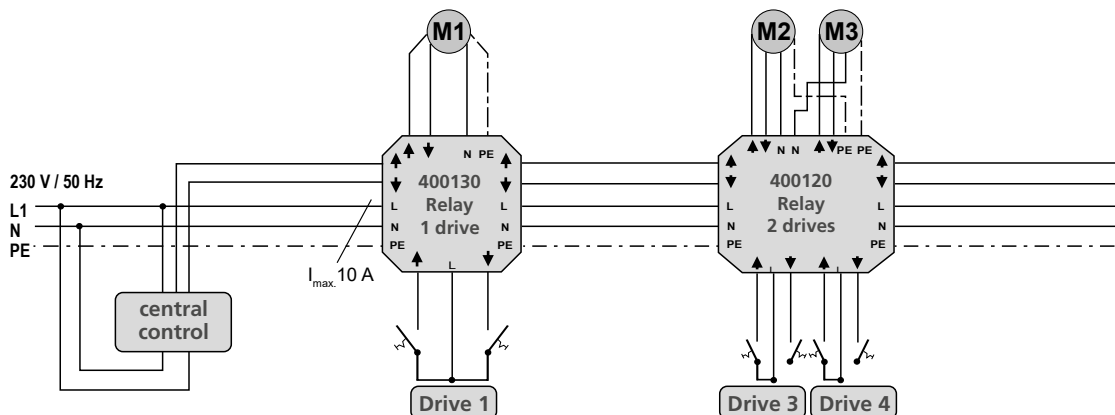 M1
M2 M3
N PE
N N PE PE
230 V / 50 Hz
L1
N
PE
400130
Relay
1 drive
L
N
PE
L
N
PE
L
400120
Relay
2 drives
L
N
PE
L
N
PE
L
L
Imax. 10 A
central
control
Drive 1
Drive 3
Drive 4